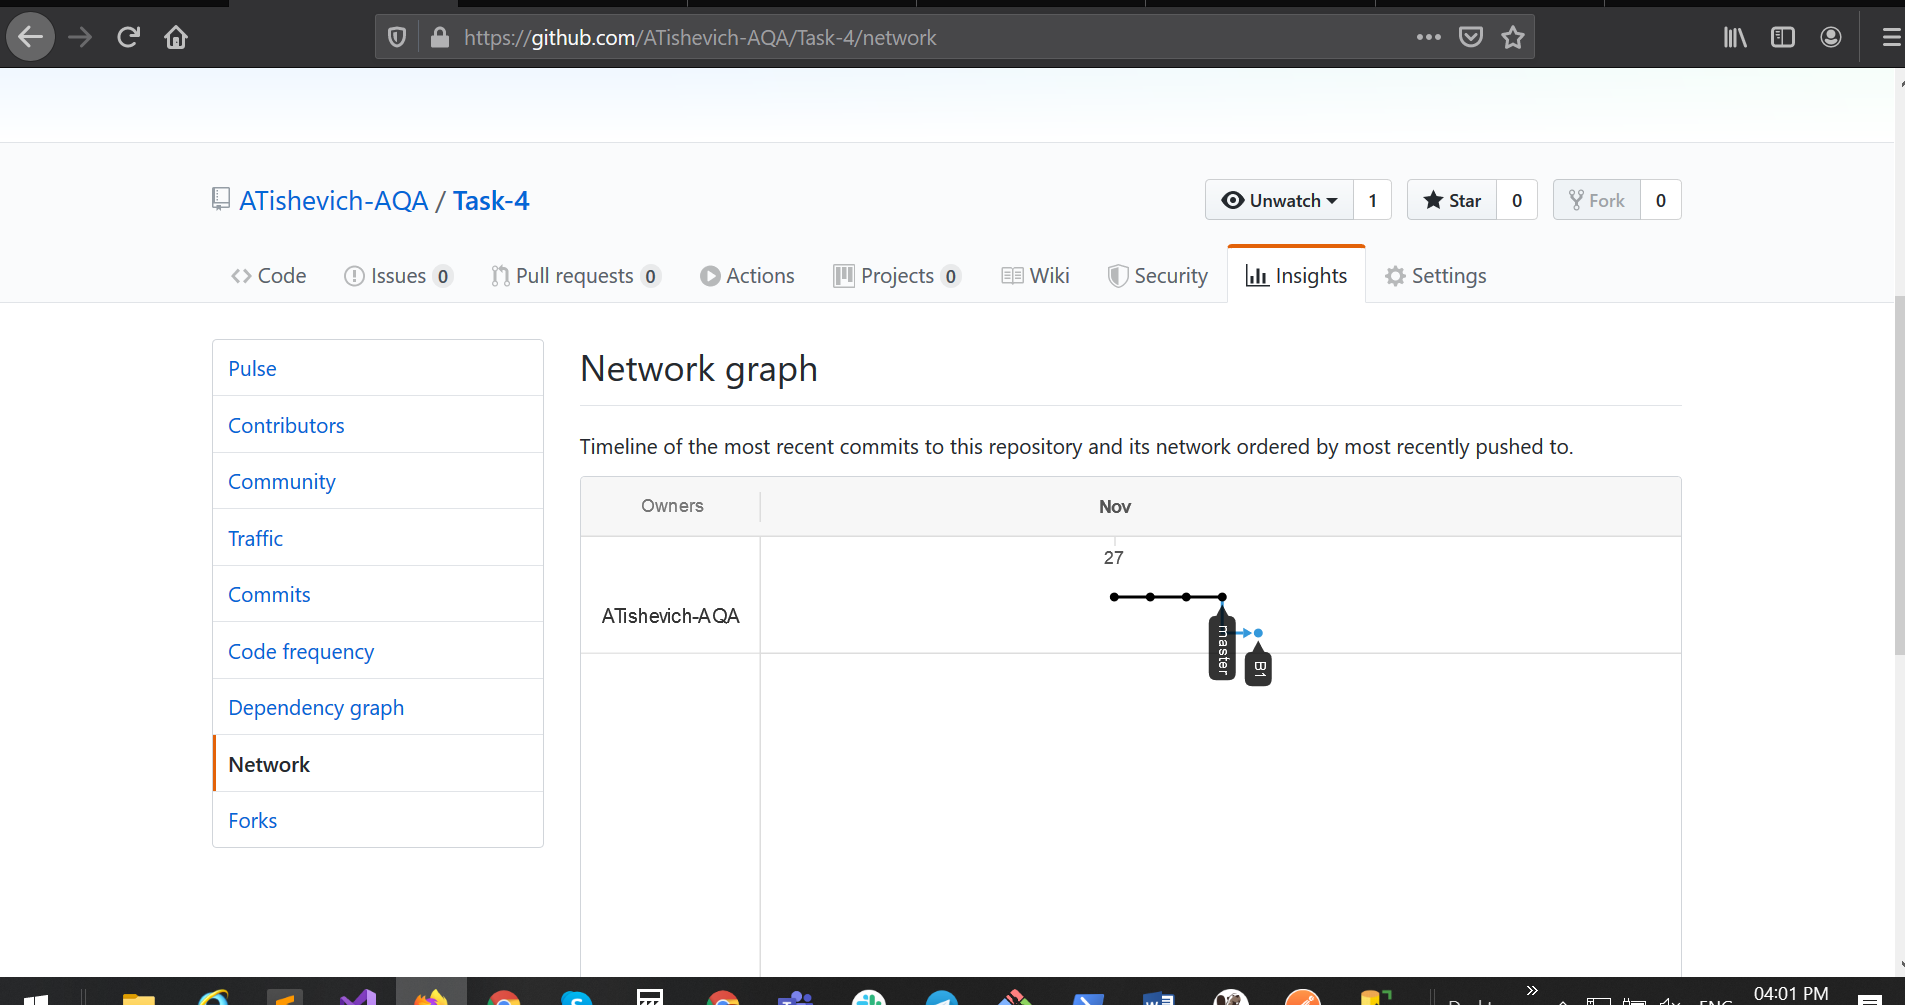 https://github.com/ATishevich-AQA/Task-4/network
ATishevich-AQA / Task-4
Unwatch 1 Star 0 Fork 0
Code Issues 0 Pull requests 0 Actions Projects 0 Wiki Security Insights Settings
Pulse
Contributors
Community
Traffic
Commits
Code frequency
Dependency graph
Network
Forks
Network graph
Timeline of the most recent commits to this repository and its network ordered by most recently pushed to.
Owners Nov
27
ATishevich-AQA
master
B1
04:01 PM